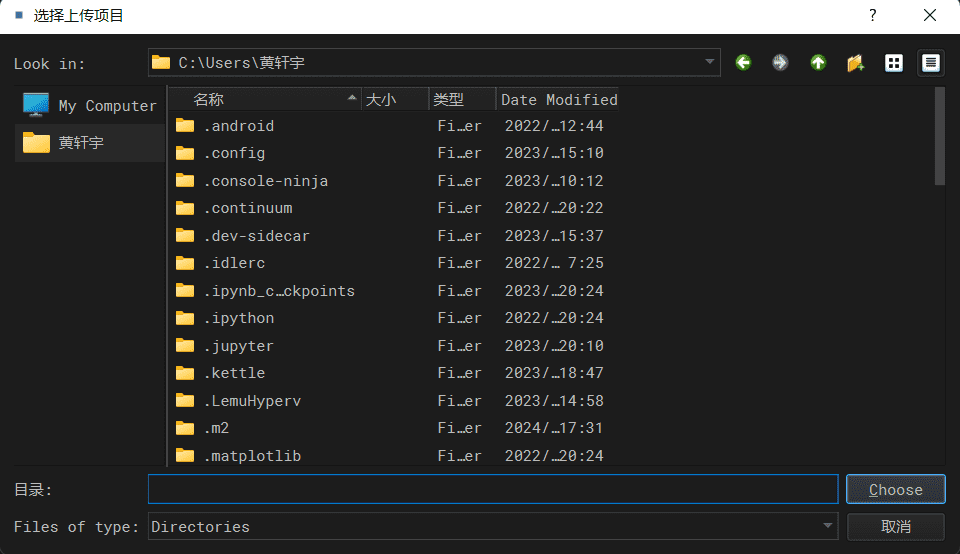 选择上传项目
Look in: C:\Users\黄轩宇
My Computer
黄轩宇
名称 大小 类型 Date Modified
.android Fi…er 2022/…12:44
.config Fi…er 2023/…15:10
.console-ninja Fi…er 2023/…10:12
.continuum Fi…er 2022/…20:22
.dev-sidecar Fi…er 2023/…15:37
.idlerc Fi…er 2022/… 7:25
.ipynb_c…ckpoints Fi…er 2023/…20:24
.ipython Fi…er 2022/…20:24
.jupyter Fi…er 2023/…20:10
.kettle Fi…er 2023/…18:47
.LemuHyperv Fi…er 2023/…14:58
.m2 Fi…er 2024/…17:31
.matplotlib Fi…er 2022/…20:24
目录: Choose
Files of type: Directories 取消